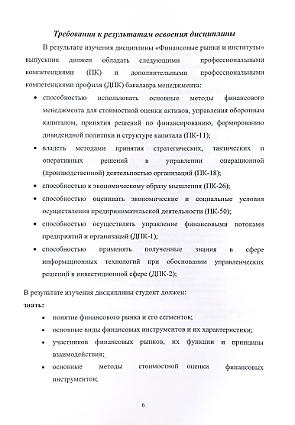 Требования к результатам освоения дисциплины
В результате изучения дисциплины «Финансовые рынки и институты»
выпускник должен обладать следующими профессиональными
компетенциями (ПК) и дополнительными профессиональными
компетенциями профиля (ДПК) бакалавра менеджмента:
• способностью использовать основные методы финансового
менеджмента для стоимостной оценки активов, управления оборотным
капиталом, принятия решений по финансированию, формированию
дивидендной политики и структуре капитала (ПК-11);
• владеть методами принятия стратегических, тактических и
оперативных решений в управлении операционной
(производственной) деятельностью организаций (ПК-18);
• способностью к экономическому образу мышления (ПК-26);
• способностью оценивать экономические и социальные условия
осуществления предпринимательской деятельности (ПК-50);
• способностью осуществлять управление финансовыми потоками
предприятий и организаций (ДПК-1);
• способностью применять полученные знания в сфере
информационных технологий при обосновании управленческих
решений в инвестиционной сфере (ДПК-2);
В результате изучения дисциплины студент должен:
знать:
• понятие финансового рынка и его сегментов;
• основные виды финансовых инструментов и их характеристики;
• участников финансовых рынков, их функции и принципы
взаимодействия;
• основные методы стоимостной оценки финансовых
инструментов;
6